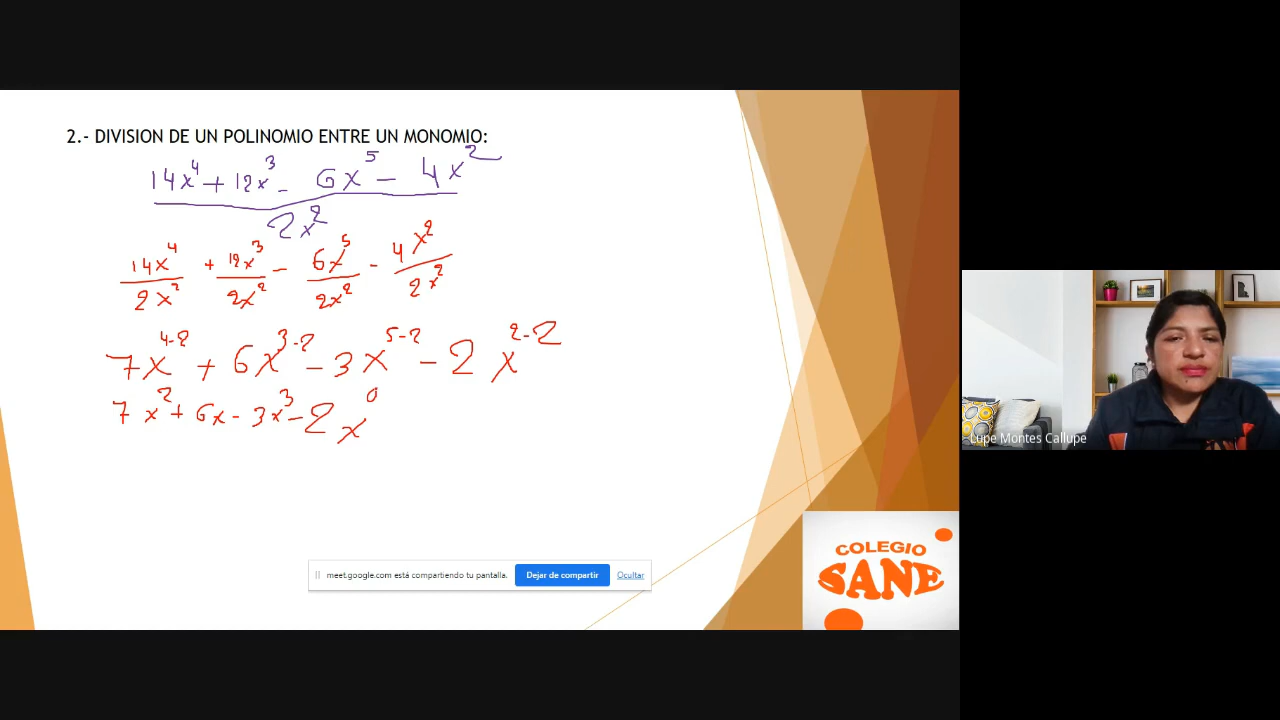 2.- DIVISION DE UN POLINOMIO ENTRE UN MONOMIO:
14x⁴ + 12x³ - 6x⁵ - 4x²
2x²
14x⁴/2x² + 12x³/2x² - 6x⁵/2x² - 4x²/2x²
7x⁴⁻² + 6x³⁻² - 3x⁵⁻² - 2x²⁻²
7x² + 6x - 3x³ - 2x⁰
Lupe Montes Callupe
COLEGIO
SANE
meet.google.com está compartiendo tu pantalla. Dejar de compartir Ocultar